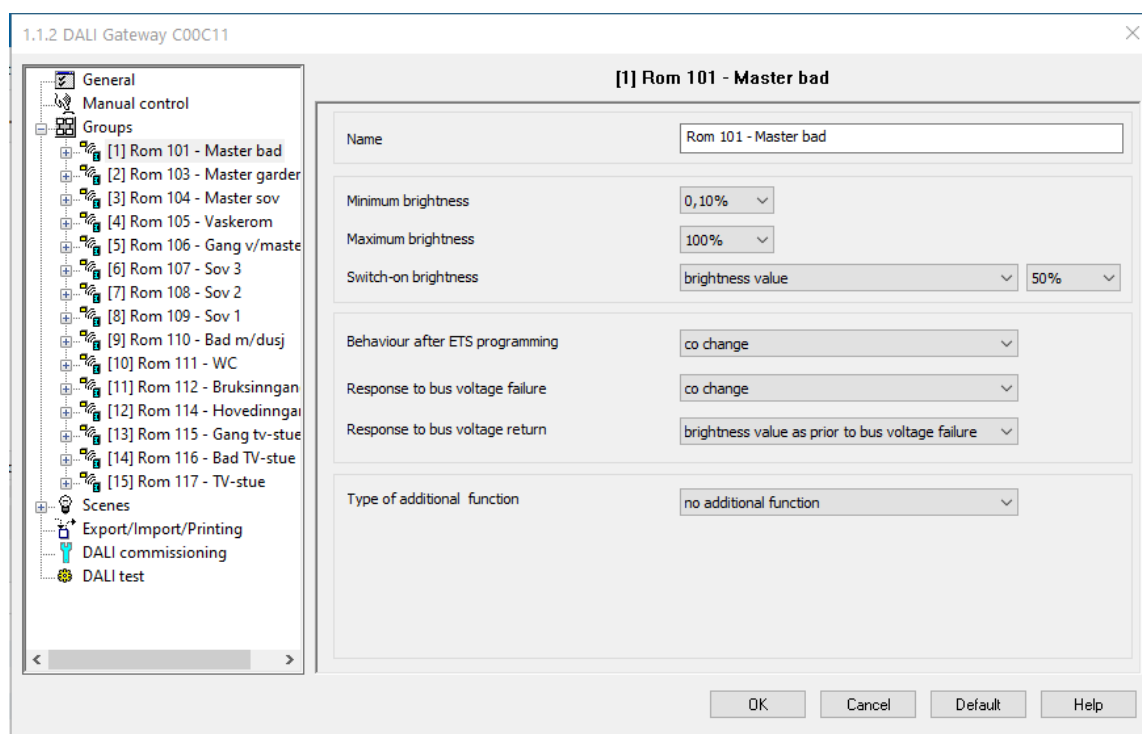 1.1.2 DALI Gateway C00C11
General
Manual control
Groups
[1] Rom 101 - Master bad
[2] Rom 103 - Master garder
[3] Rom 104 - Master sov
[4] Rom 105 - Vaskerom
[5] Rom 106 - Gang v/maste
[6] Rom 107 - Sov 3
[7] Rom 108 - Sov 2
[8] Rom 109 - Sov 1
[9] Rom 110 - Bad m/dusj
[10] Rom 111 - WC
[11] Rom 112 - Bruksinngan
[12] Rom 114 - Hovedinngar
[13] Rom 115 - Gang tv-stue
[14] Rom 116 - Bad TV-stue
[15] Rom 117 - TV-stue
Scenes
Export/Import/Printing
DALI commissioning
DALI test
[1] Rom 101 - Master bad
Name Rom 101 - Master bad
Minimum brightness 0,10%
Maximum brightness 100%
Switch-on brightness brightness value 50%
Behaviour after ETS programming co change
Response to bus voltage failure co change
Response to bus voltage return brightness value as prior to bus voltage failure
Type of additional function no additional function
OK Cancel Default Help